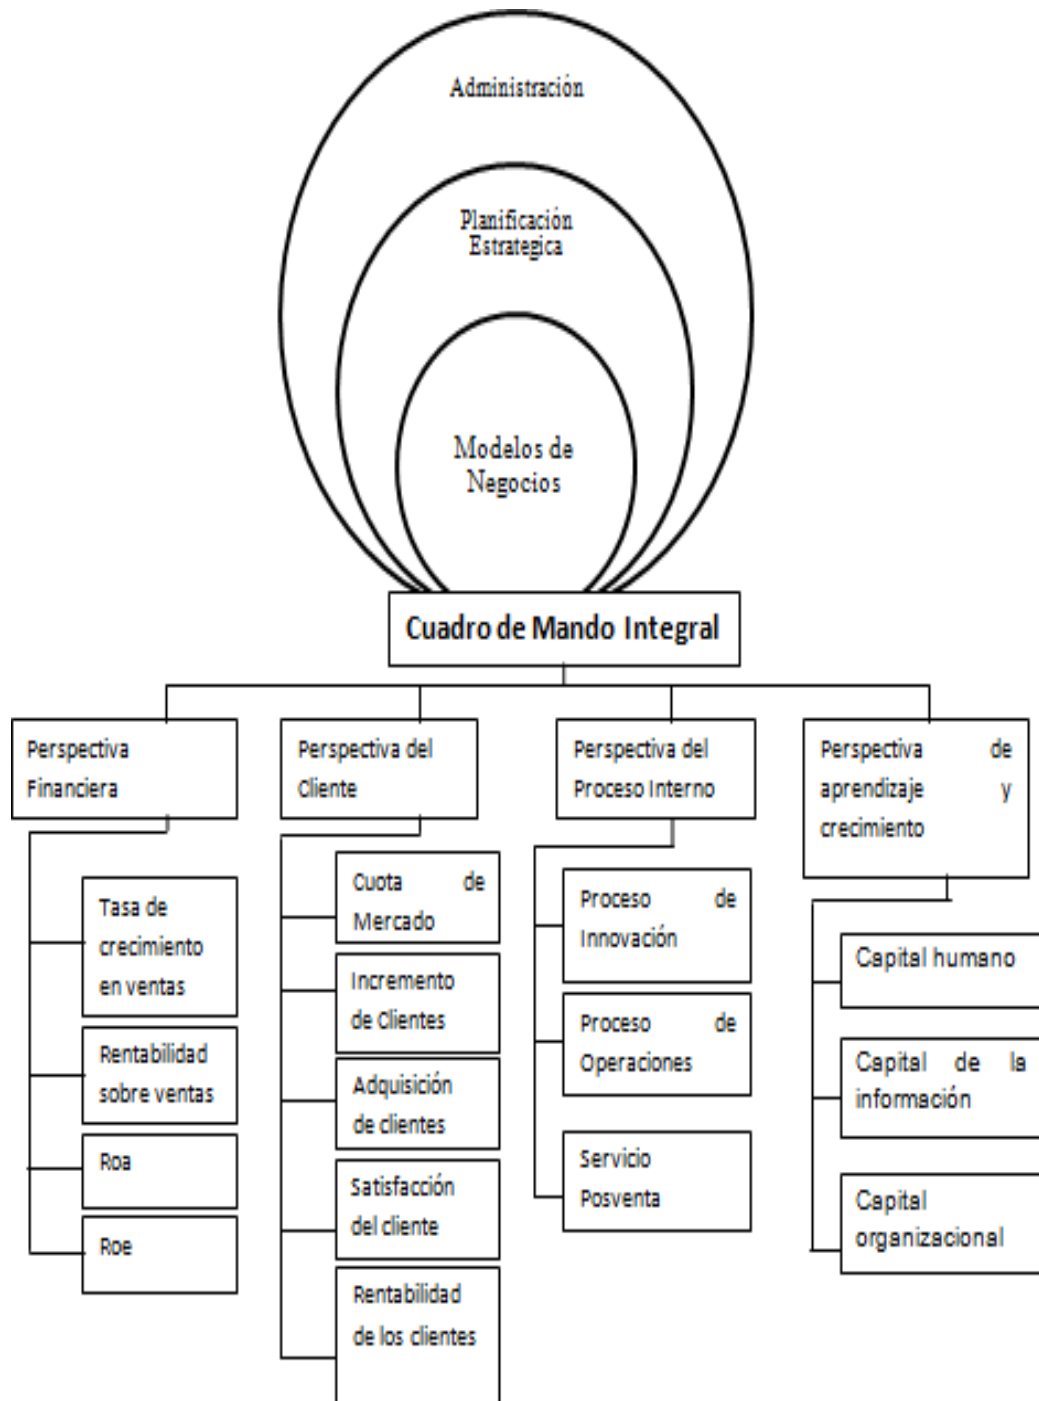 Administración
Planificación
Estrategica
Modelos de
Negocios
Cuadro de Mando Integral
Perspectiva
Financiera
Tasa de
crecimiento
en ventas
Rentabilidad
sobre ventas
Roa
Roe
Perspectiva del
Cliente
Cuota de
Mercado
Incremento
de Clientes
Adquisición
de clientes
Satisfacción
del cliente
Rentabilidad
de los clientes
Perspectiva del
Proceso Interno
Proceso de
Innovación
Proceso de
Operaciones
Servicio
Posventa
Perspectiva de
aprendizaje y
crecimiento
Capital humano
Capital de la
información
Capital
organizacional